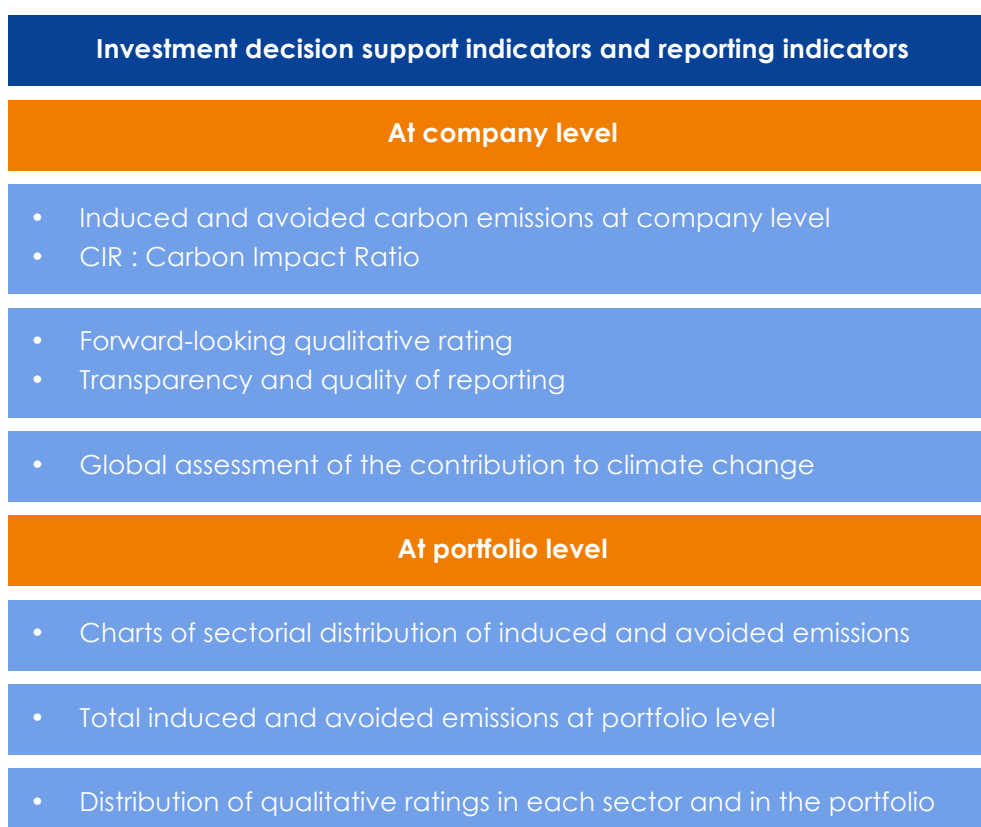 Investment decision support indicators and reporting indicators
At company level
• Induced and avoided carbon emissions at company level
• CIR : Carbon Impact Ratio
• Forward-looking qualitative rating
• Transparency and quality of reporting
• Global assessment of the contribution to climate change
At portfolio level
• Charts of sectorial distribution of induced and avoided emissions
• Total induced and avoided emissions at portfolio level
• Distribution of qualitative ratings in each sector and in the portfolio